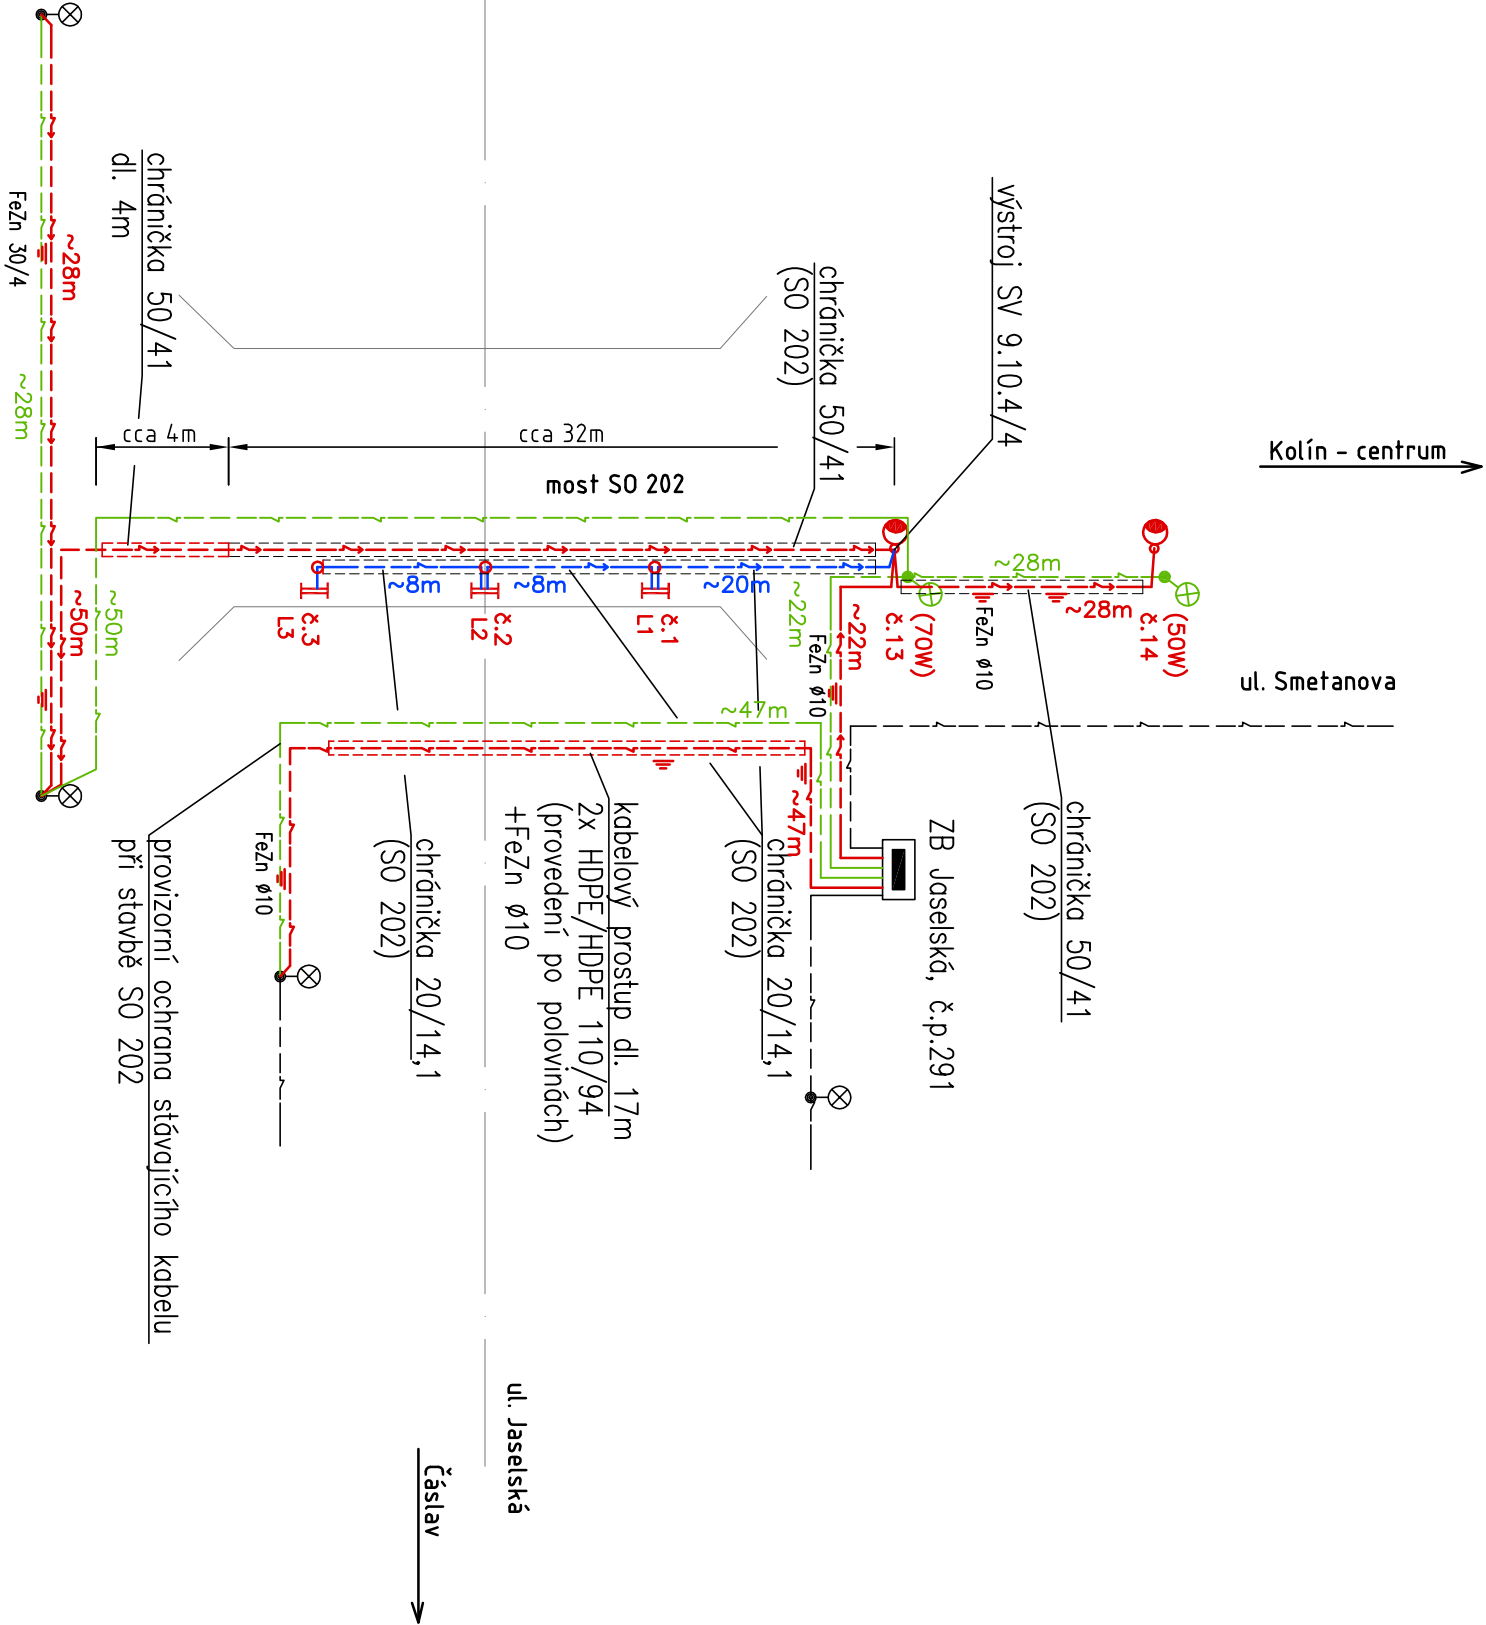 FeZn 30/4
~28m
~28m
chránička 50/41
dl. 4m
cca 4m
cca 32m
most SO 202
chránička 50/41
(SO 202)
výstroj SV 9.10.4/4
Kolín - centrum
ul. Smetanova
~50m
~50m
~8m
~8m
~20m
č.3
L3
č.2
L2
č.1
L1
~22m
~22m
FeZn ø10
(70W)
č.13
~28m
~28m
FeZn ø10
(50W)
č.14
~47m
~47m
chránička 50/41
(SO 202)
ZB Jaselská, č.p.291
chránička 20/14,1
(SO 202)
kabelový prostup dl. 17m
2x HDPE/HDPE 110/94
(provedení po polovinách)
+FeZn ø10
chránička 20/14,1
(SO 202)
FeZn ø10
provizorní ochrana stávajícího kabelu
při stavbě SO 202
ul. Jaselská
Čáslav